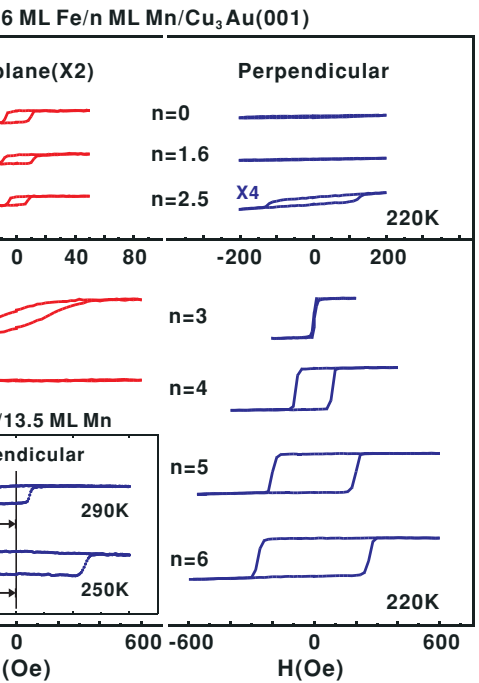 6 ML Fe/n ML Mn/Cu₃Au(001)
plane(X2) Perpendicular
n=0
n=1.6
n=2.5 X4
220K
0 40 80 -200 0 200
n=3
n=4
/13.5 ML Mn
endicular
n=5
290K
n=6
250K 220K
0 600 -600 0 600
(Oe) H(Oe)